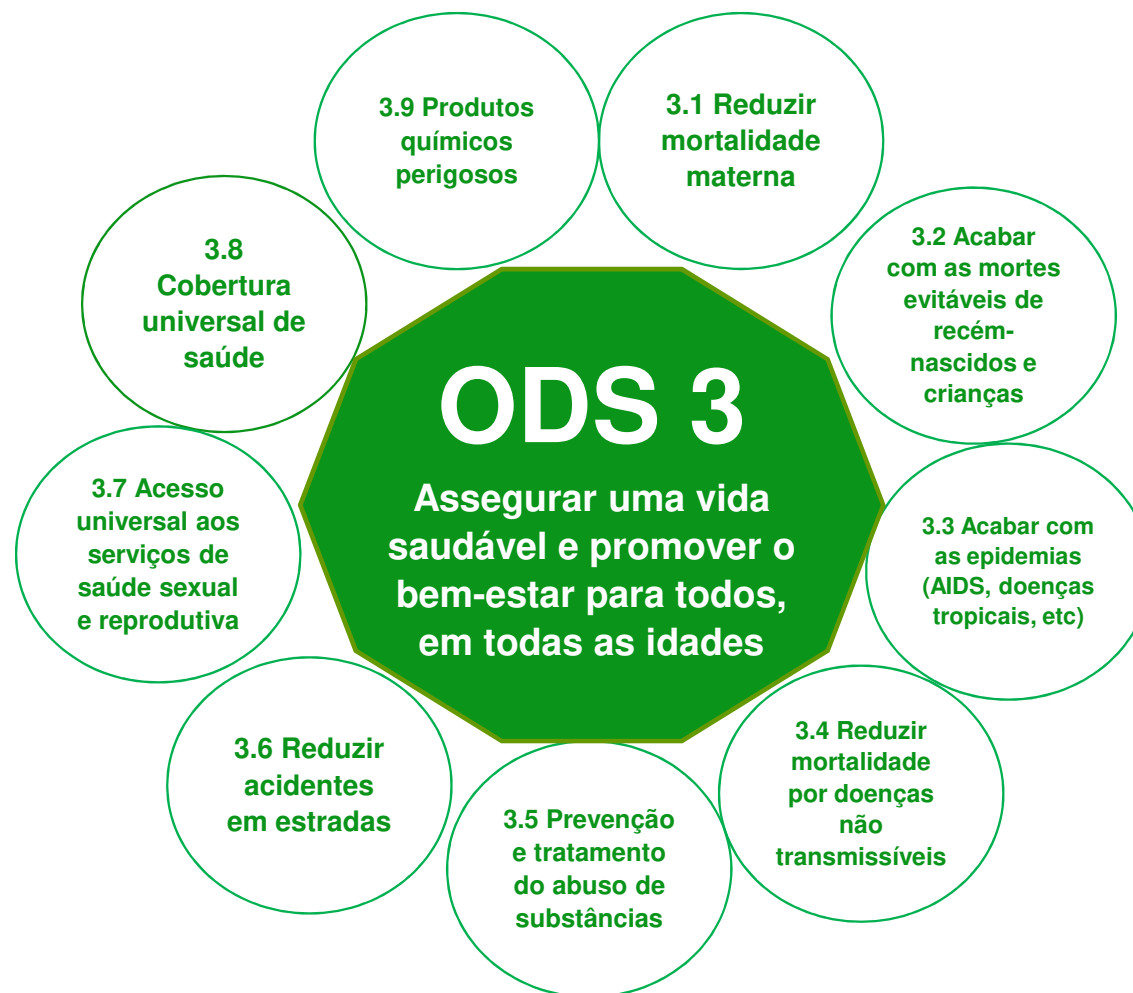 ODS 3
Assegurar uma vida
saudável e promover o
bem-estar para todos,
em todas as idades
3.1 Reduzir
mortalidade
materna
3.2 Acabar
com as mortes
evitáveis de
recém-
nascidos e
crianças
3.3 Acabar com
as epidemias
(AIDS, doenças
tropicais, etc)
3.4 Reduzir
mortalidade
por doenças
não
transmissíveis
3.5 Prevenção
e tratamento
do abuso de
substâncias
3.6 Reduzir
acidentes
em estradas
3.7 Acesso
universal aos
serviços de
saúde sexual
e reprodutiva
3.8
Cobertura
universal de
saúde
3.9 Produtos
químicos
perigosos